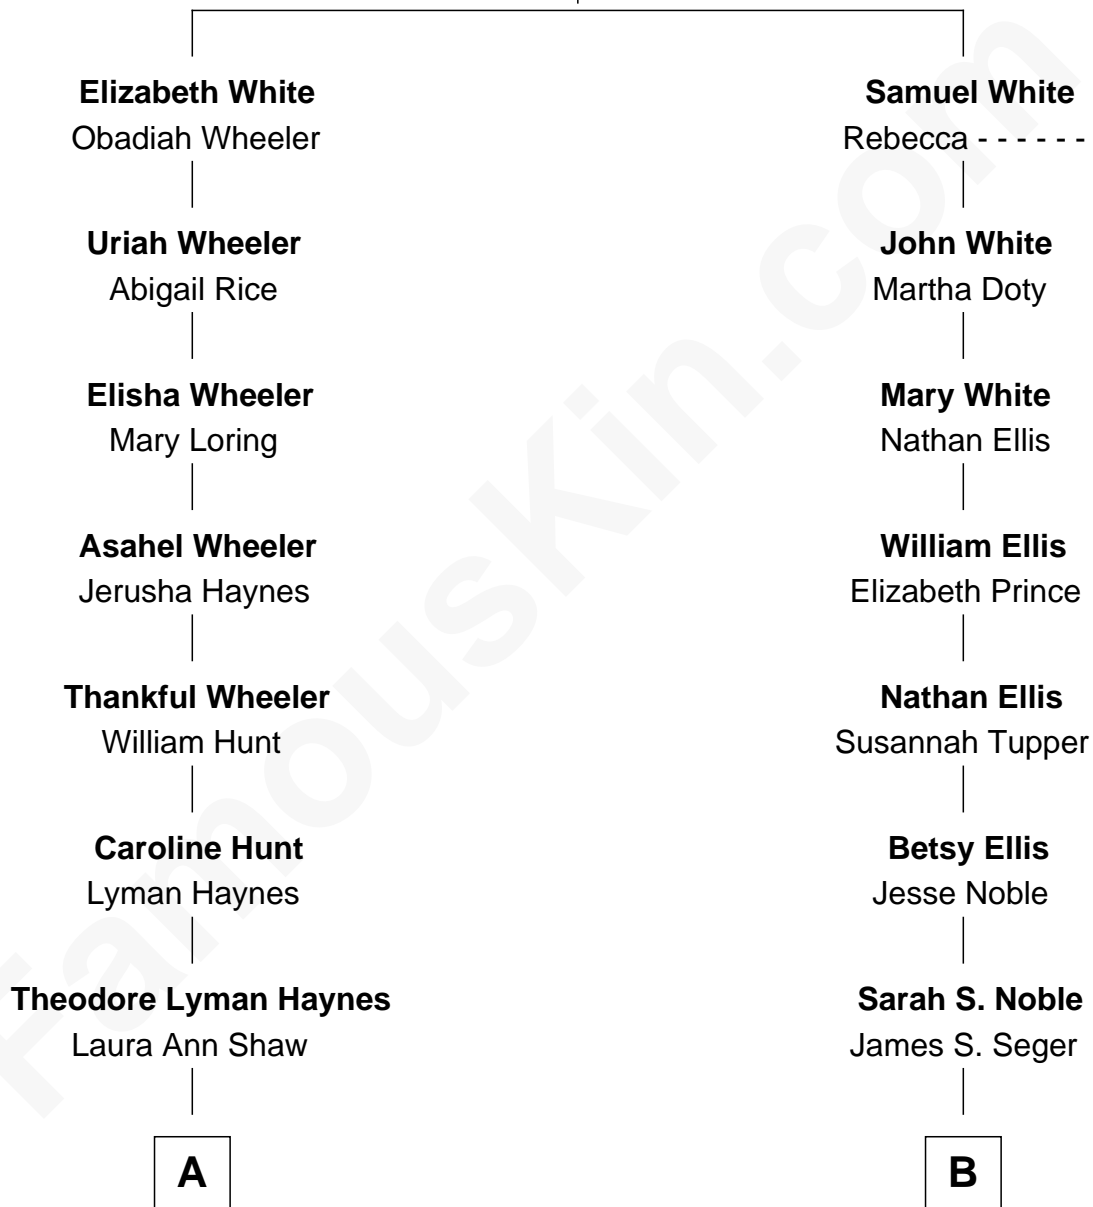 Elizabeth White
Obadiah Wheeler
Uriah Wheeler
Abigail Rice
Elisha Wheeler
Mary Loring
Asahel Wheeler
Jerusha Haynes
Thankful Wheeler
William Hunt
Caroline Hunt
Lyman Haynes
Theodore Lyman Haynes
Laura Ann Shaw
A
Samuel White
Rebecca - - - - - -
John White
Martha Doty
Mary White
Nathan Ellis
William Ellis
Elizabeth Prince
Nathan Ellis
Susannah Tupper
Betsy Ellis
Jesse Noble
Sarah S. Noble
James S. Seger
B
FamousKin.com